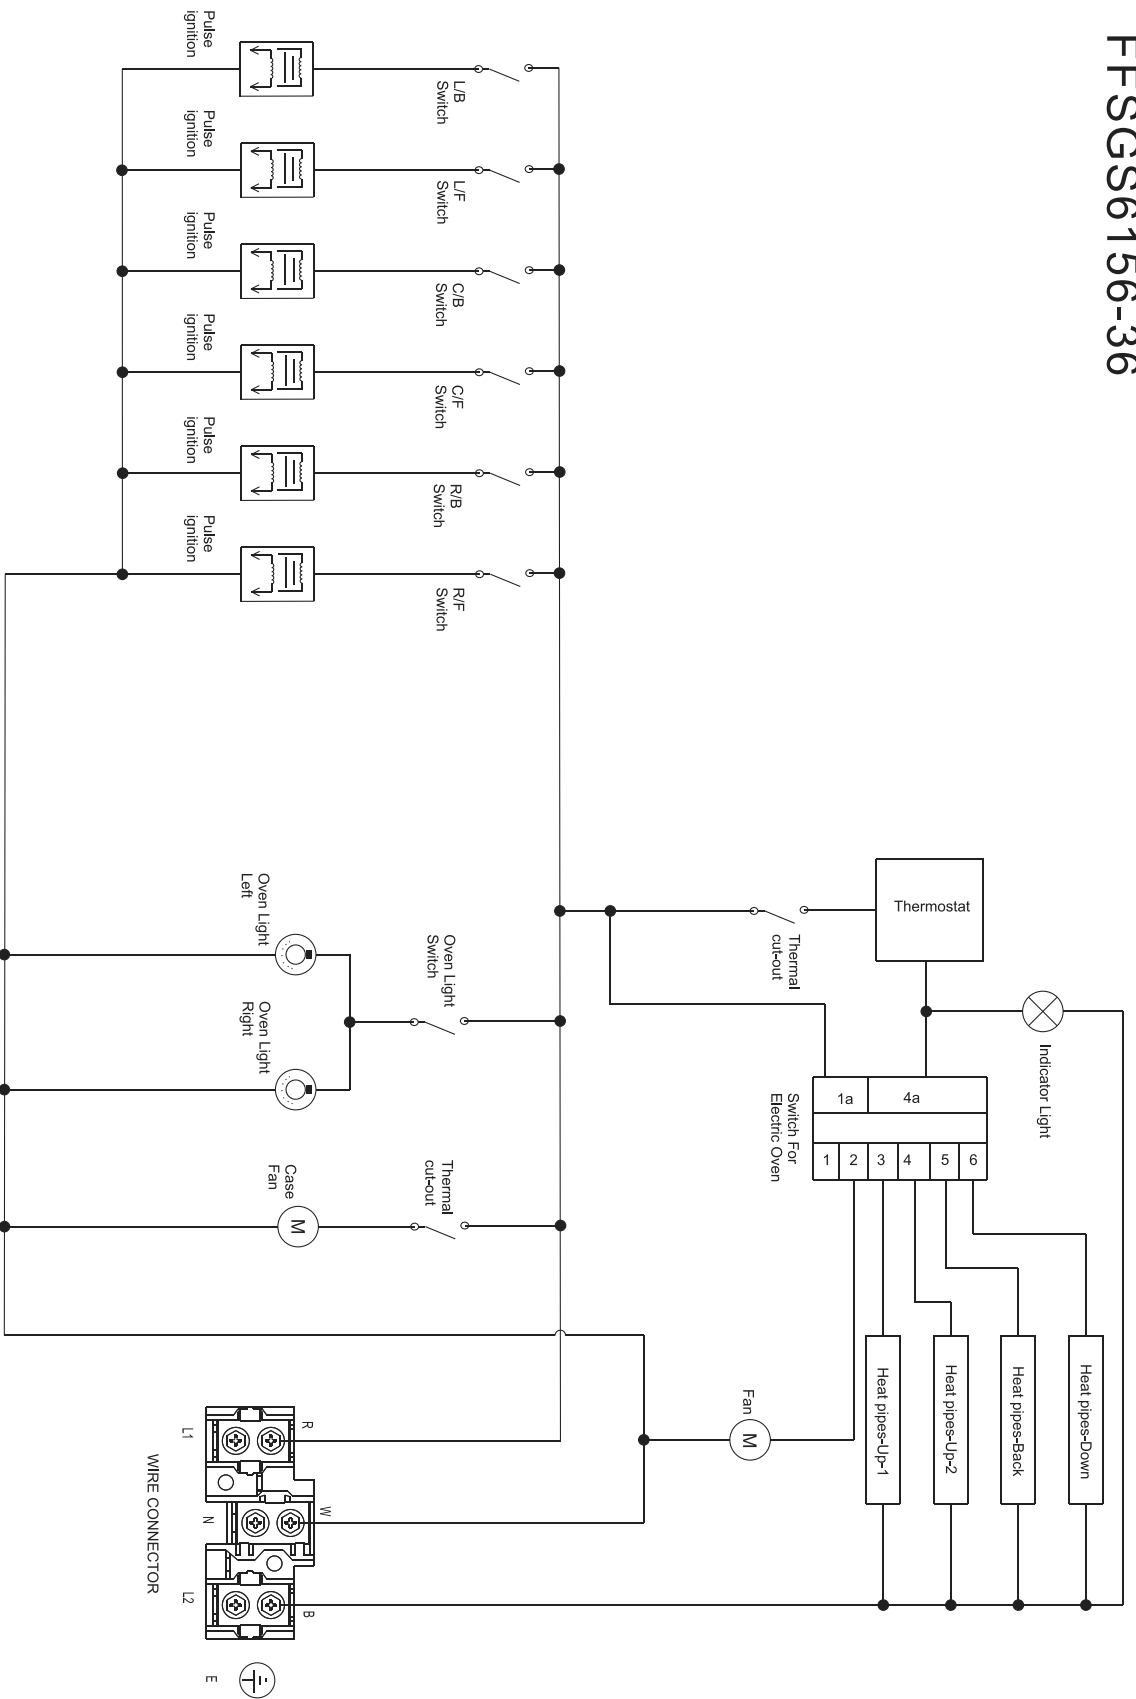 FFSGS6156-36
Pulse
ignition
L/B
Switch
Pulse
ignition
L/F
Switch
Pulse
ignition
C/B
Switch
Pulse
ignition
C/F
Switch
Pulse
ignition
R/B
Switch
Pulse
ignition
R/F
Switch
Thermostat
Thermal
cut-out
Oven Light
Left
Oven Light
Switch
Oven Light
Right
Indicator Light
1a
4a
Switch For
Electric Oven
1
2
3
4
5
6
Case
Fan
M
Thermal
cut-out
Fan
M
Heat pipes-Up-1
Heat pipes-Up-2
Heat pipes-Back
Heat pipes-Down
R
L1
W
N
B
L2
WIRE CONNECTOR
E